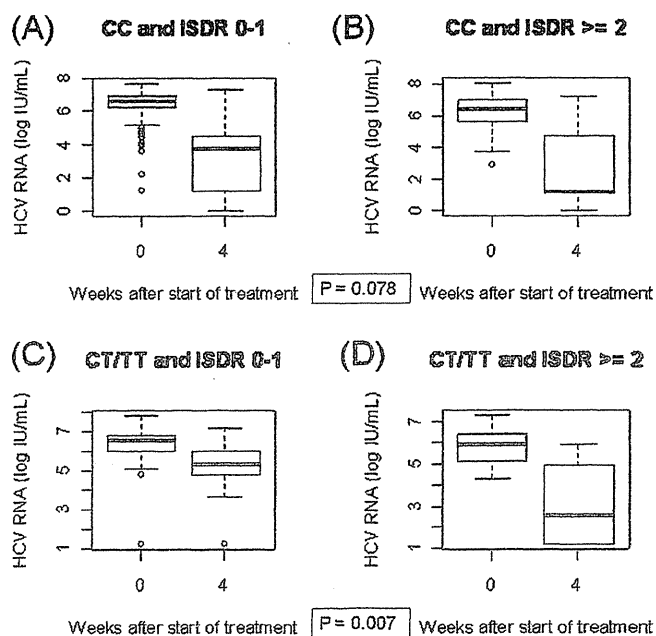 (A) CC and ISDR 0-1
HCV RNA (log IU/mL)
8
6
4
2
0
0 4
Weeks after start of treatment
(B) CC and ISDR >= 2
HCV RNA (log IU/mL)
8
6
4
2
0
0 4
Weeks after start of treatment
P = 0.078
(C) CT/TT and ISDR 0-1
HCV RNA (log IU/mL)
7
5
3
1
0 4
Weeks after start of treatment
(D) CT/TT and ISDR >= 2
HCV RNA (log IU/mL)
7
5
3
1
0 4
Weeks after start of treatment
P = 0.007